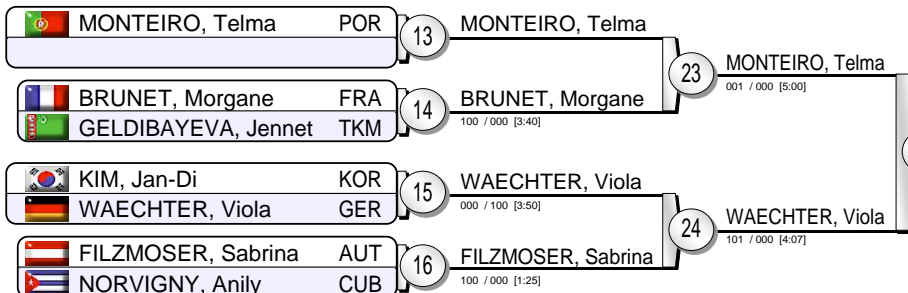 MONTEIRO, Telma POR
13
MONTEIRO, Telma
BRUNET, Morgane FRA
GELDIBAYEVA, Jennet TKM
14
BRUNET, Morgane
100 / 000 [3:40]
23
MONTEIRO, Telma
001 / 000 [5:00]
KIM, Jan-Di KOR
WAECHTER, Viola GER
15
WAECHTER, Viola
000 / 100 [3:50]
FILZMOSER, Sabrina AUT
NORVIGNY, Anily CUB
16
FILZMOSER, Sabrina
100 / 000 [1:25]
24
WAECHTER, Viola
101 / 000 [4:07]